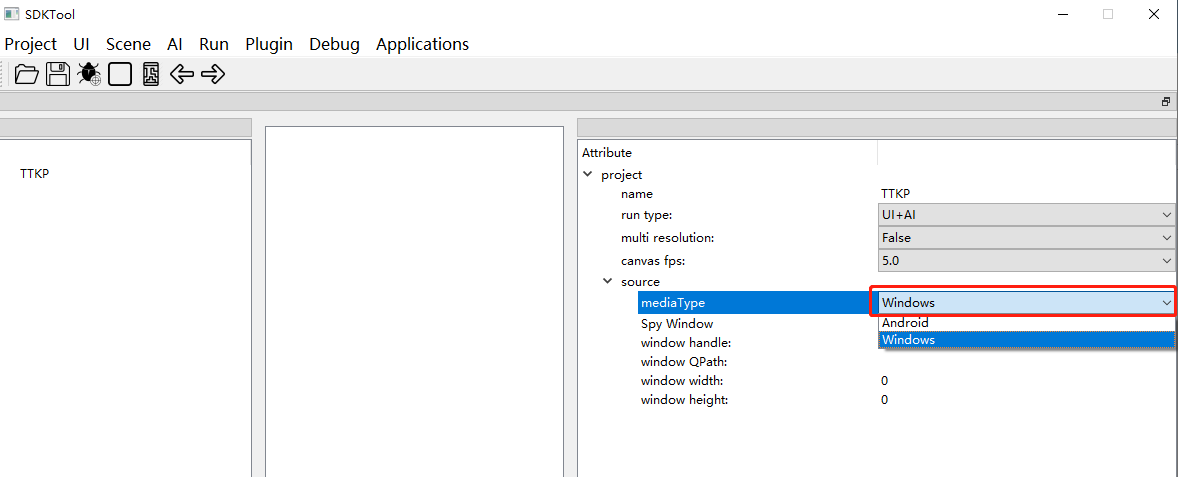 SDKTool
Project UI Scene AI Run Plugin Debug Applications
TTKP
Attribute
project
name TTKP
run type: UI+AI
multi resolution: False
canvas fps: 5.0
source
mediaType Windows
Spy Window Android
Windows
window handle:
window QPath:
window width: 0
window height: 0